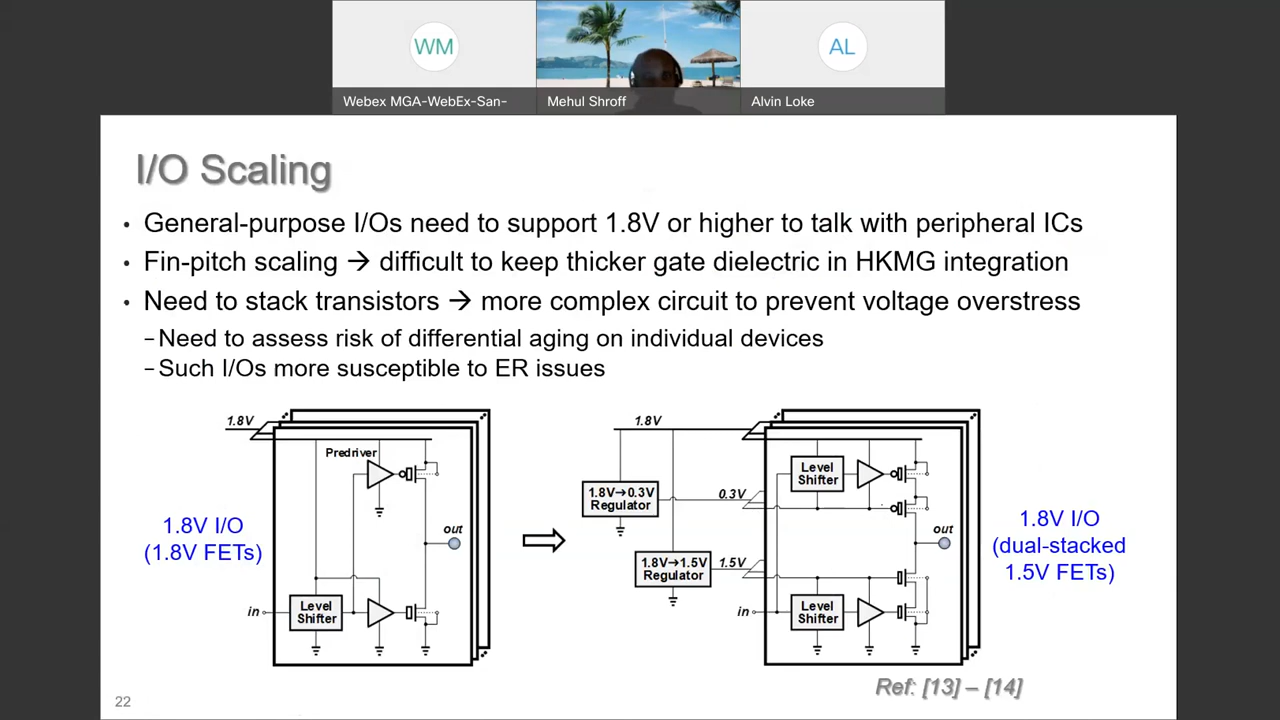 WM
AL
Webex MGA-WebEx-San-
Mehul Shroff
Alvin Loke
I/O Scaling
• General-purpose I/Os need to support 1.8V or higher to talk with peripheral ICs
• Fin-pitch scaling → difficult to keep thicker gate dielectric in HKMG integration
• Need to stack transistors → more complex circuit to prevent voltage overstress
–Need to assess risk of differential aging on individual devices
–Such I/Os more susceptible to ER issues
1.8V
Predriver
1.8V I/O
(1.8V FETs)
out
in
Level
Shifter
1.8V
1.8V→0.3V
Regulator
0.3V
1.8V→1.5V
Regulator
1.5V
in
Level
Shifter
Level
Shifter
out
1.8V I/O
(dual-stacked
1.5V FETs)
Ref: [13] – [14]
22